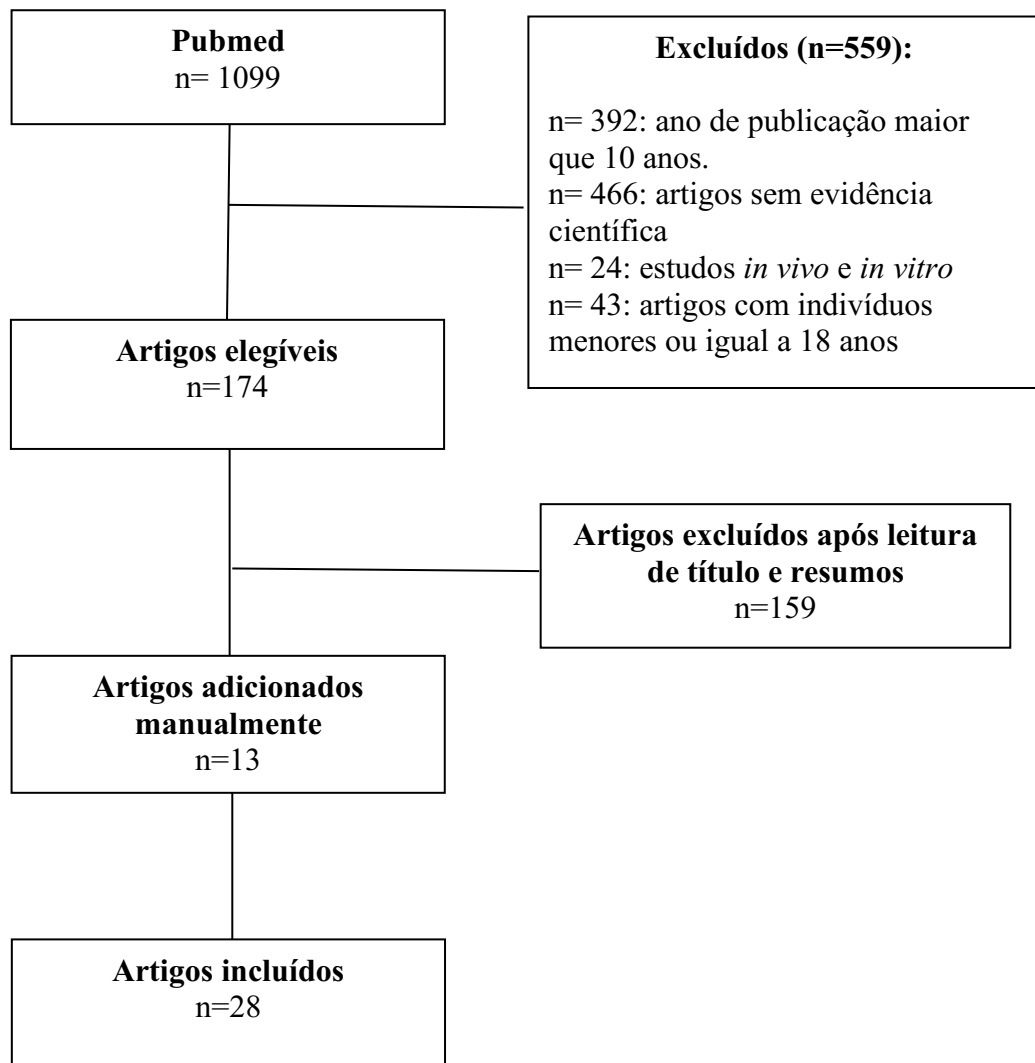 Pubmed
n= 1099
Excluídos (n=559):
n= 392: ano de publicação maior
que 10 anos.
n= 466: artigos sem evidência
científica
n= 24: estudos in vivo e in vitro
n= 43: artigos com indivíduos
menores ou igual a 18 anos
Artigos elegíveis
n=174
Artigos excluídos após leitura
de título e resumos
n=159
Artigos adicionados
manualmente
n=13
Artigos incluídos
n=28